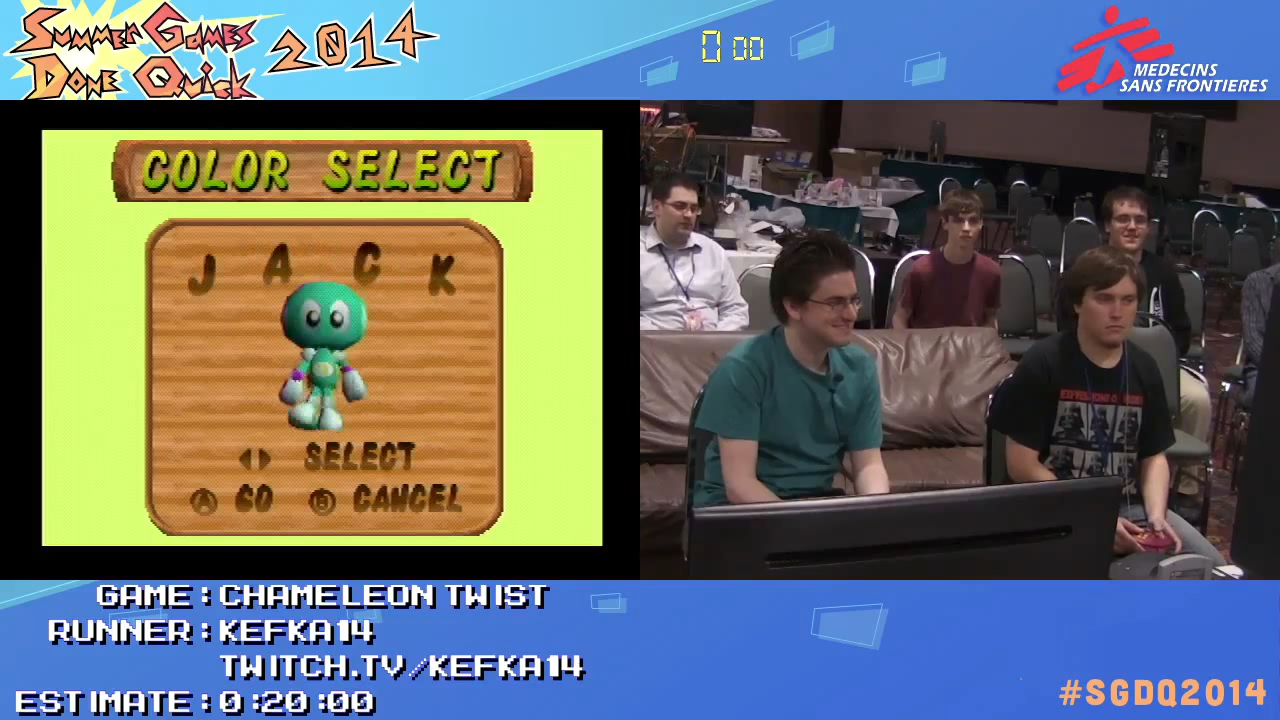 Summer Games
Done Quick
2014
0 00
MEDECINS
SANS FRONTIERES
COLOR SELECT
J A C K
SELECT
A GO B CANCEL
GAME:CHAMELEON TWIST
RUNNER:KEFKA14
TWITCH.TV/KEFKA14
ESTIMATE:0:20:00
#SGDQ2014